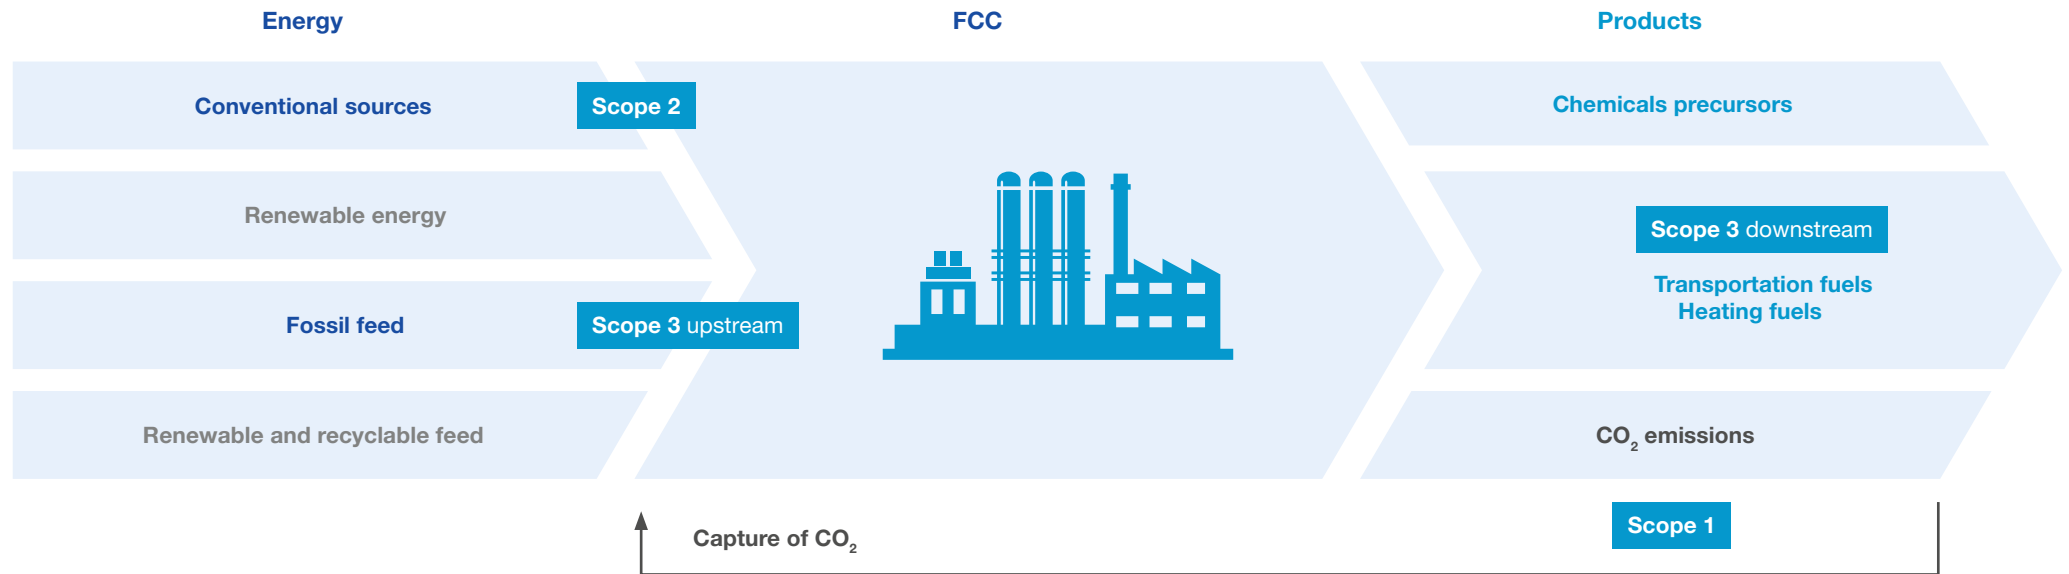 Energy
FCC
Products
Conventional sources
Scope 2
Chemicals precursors
Renewable energy
Scope 3 downstream
Transportation fuels
Heating fuels
Fossil feed
Scope 3 upstream
Renewable and recyclable feed
CO₂ emissions
Scope 1
Capture of CO₂